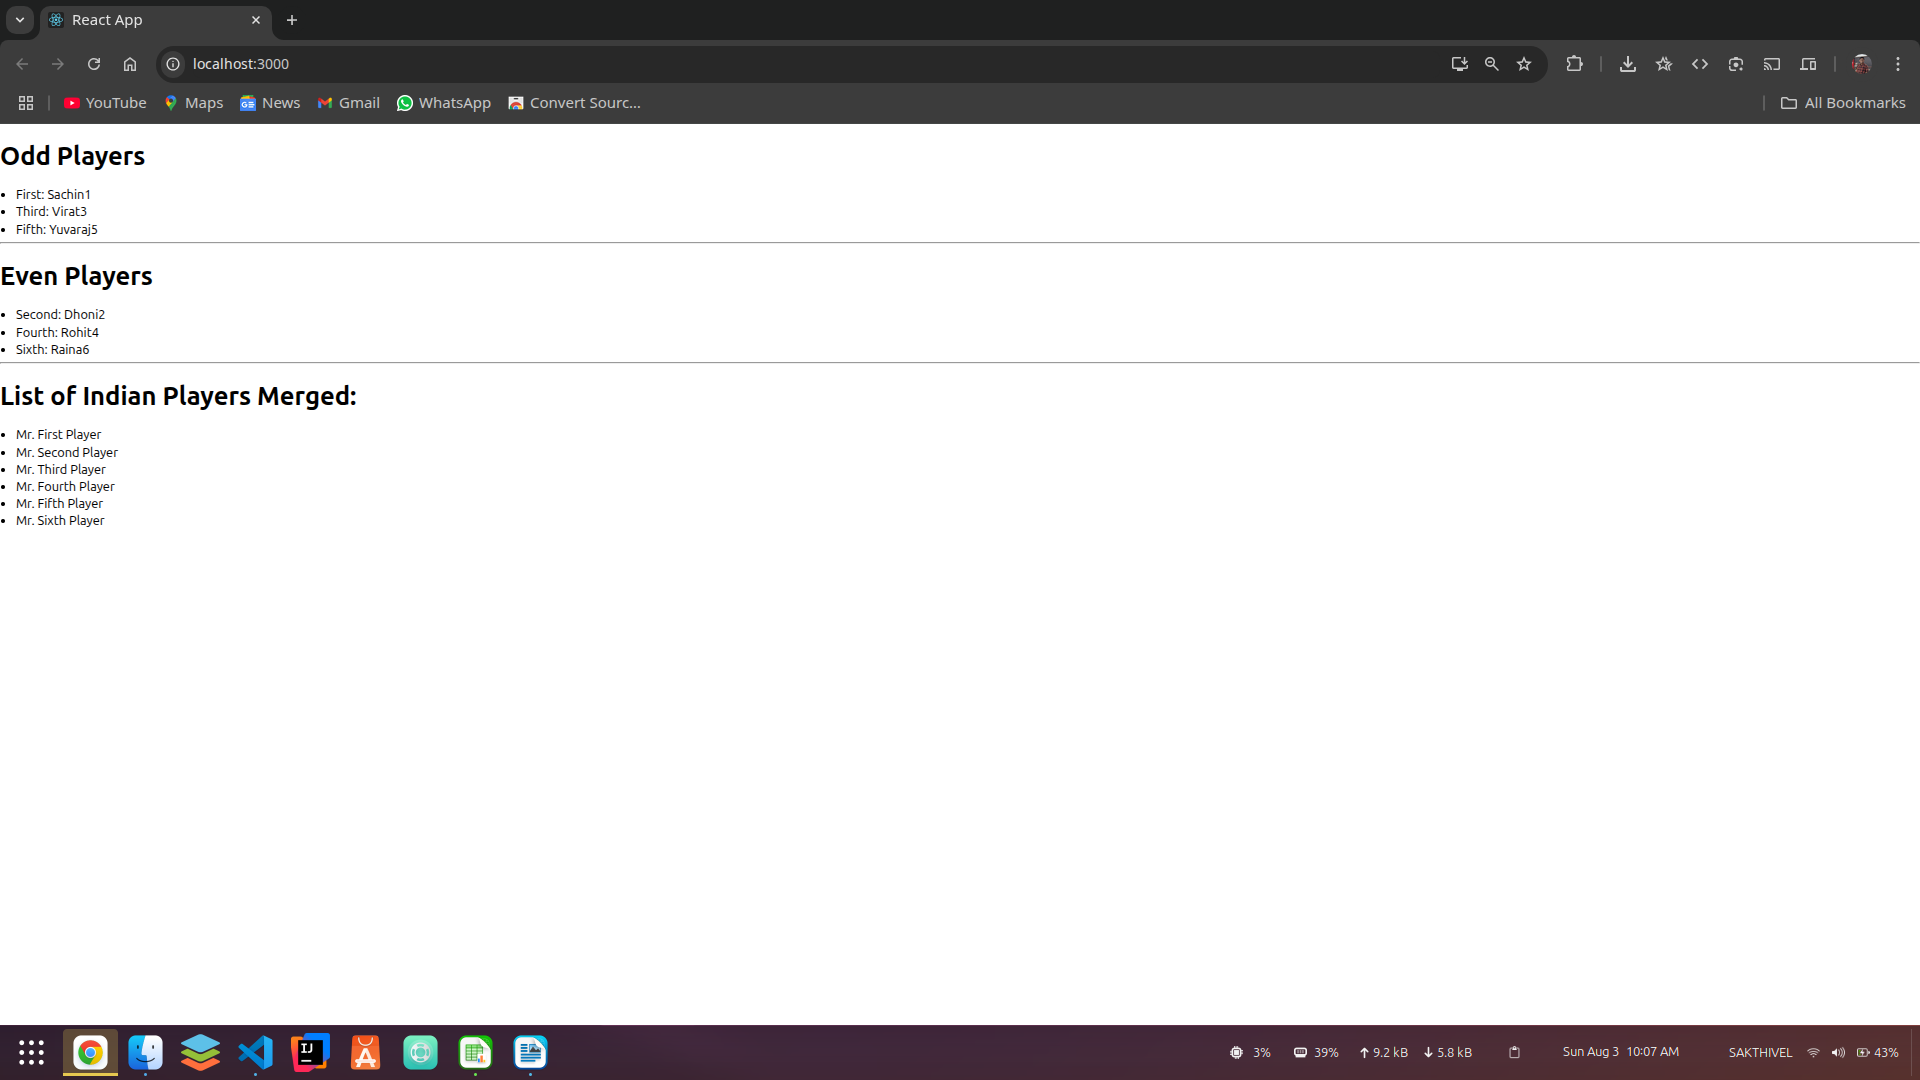 React App
localhost:3000
YouTube Maps News Gmail WhatsApp Convert Sourc... All Bookmarks
Odd Players
First: Sachin1
Third: Virat3
Fifth: Yuvaraj5
Even Players
Second: Dhoni2
Fourth: Rohit4
Sixth: Raina6
List of Indian Players Merged:
Mr. First Player
Mr. Second Player
Mr. Third Player
Mr. Fourth Player
Mr. Fifth Player
Mr. Sixth Player
3% 39% 9.2 kB 5.8 kB Sun Aug 3 10:07 AM SAKTHIVEL 43%